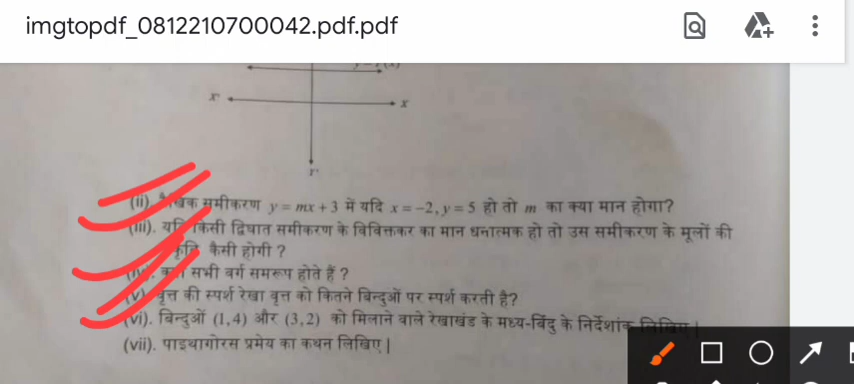 imgtopdf_0812210700042.pdf.pdf
X'
X
Y'
(ii). समीकरण y = mx + 3 में यदि x = -2, y = 5 हो तो m का क्या मान होगा?
(iii). यदि किसी द्विघात समीकरण के विविक्तकर का मान धनात्मक हो तो उस समीकरण के मूलों की
कैसी होगी ?
सभी वर्ग समरूप होते हैं ?
(v). वृत्त की स्पर्श रेखा वृत्त को कितने बिन्दुओं पर स्पर्श करती है?
(vi). बिन्दुओं (1,4) और (3,2) को मिलाने वाले रेखाखंड के मध्य-बिंदु के निर्देशांक लिखिए |
(vii). पाइथागोरस प्रमेय का कथन लिखिए |